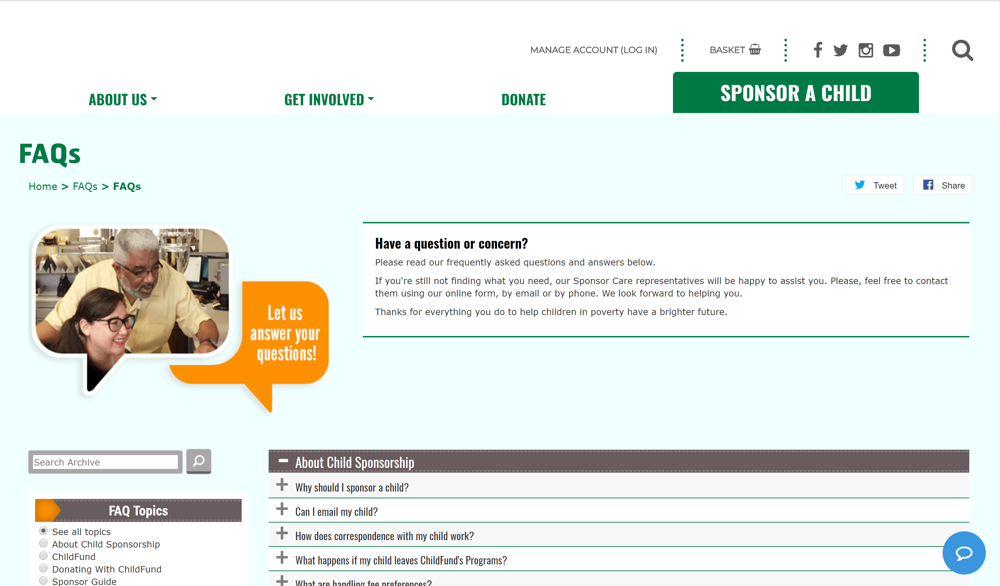 MANAGE ACCOUNT (LOG IN)
BASKET
ABOUT US
GET INVOLVED
DONATE
SPONSOR A CHILD
FAQs
Home > FAQs > FAQs
Tweet
Share
Let us
answer your
questions!
Have a question or concern?
Please read our frequently asked questions and answers below.
If you're still not finding what you need, our Sponsor Care representatives will be happy to assist you. Please, feel free to contact
them using our online form, by email or by phone. We look forward to helping you.
Thanks for everything you do to help children in poverty have a brighter future.
Search Archive
FAQ Topics
See all topics
About Child Sponsorship
ChildFund
Donating With ChildFund
Sponsor Guide
About Child Sponsorship
Why should I sponsor a child?
Can I email my child?
How does correspondence with my child work?
What happens if my child leaves ChildFund's Programs?
What are handling fee preferences?